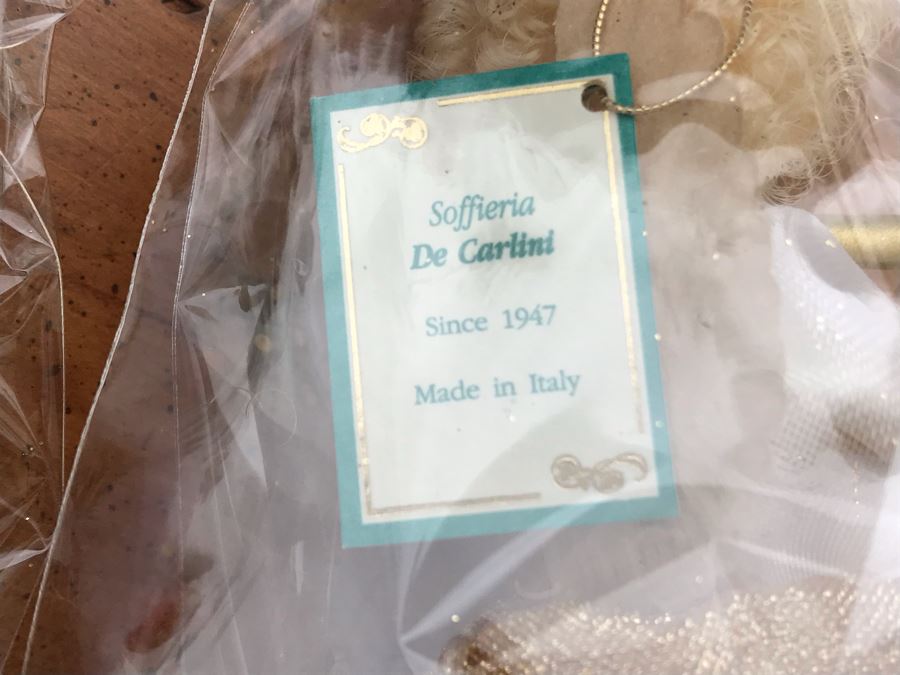 Soffieria
De Carlini
Since 1947
Made in Italy